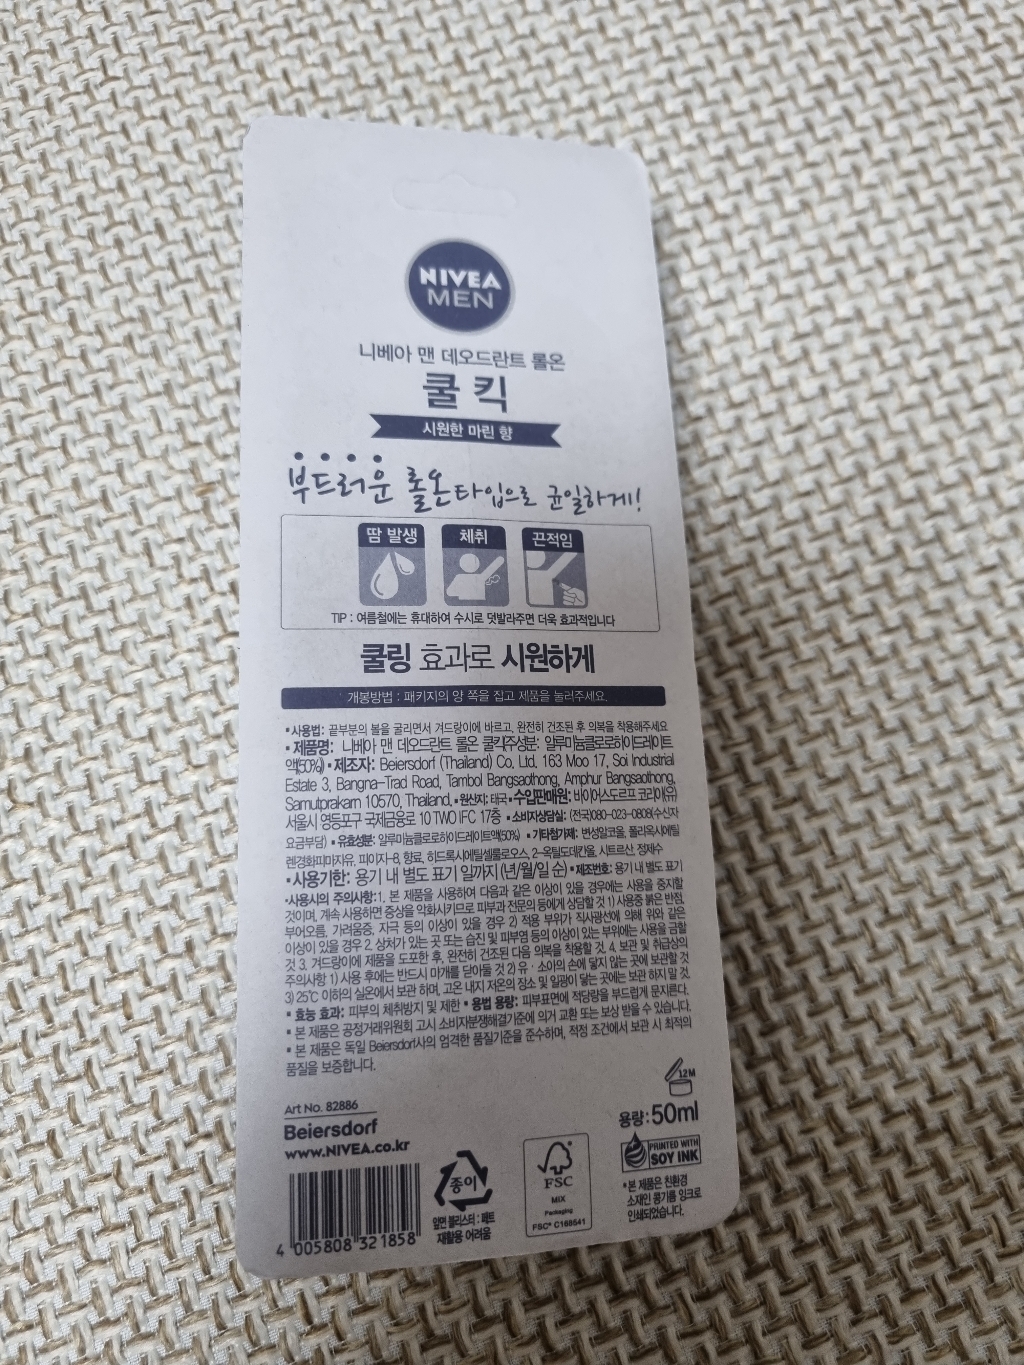 NIVEA
MEN
니베아 맨 데오드란트 롤온
쿨 킥
시원한 마린 향
부드러운 롤온타입으로 균일하게!
땀 발생
체취
끈적임
TIP : 여름철에는 휴대하여 수시로 덧발라주면 더욱 효과적입니다
쿨링 효과로 시원하게
개봉방법 : 패키지의 양 쪽을 잡고 제품을 눌러주세요.
▪사용법: 끝부분의 볼을 굴리면서 겨드랑이에 바르고, 완전히 건조된 후 의복을 착용해주세요
▪제품명: 니베아 맨 데오드란트 롤온 쿨킥주성분: 알루미늄클로로하이드레이트
액(50%) ▪제조자: Beiersdorf (Thailand) Co., Ltd. 163 Moo 17, Soi Industrial
Estate 3, Bangna-Trad Road, Tambol Bangsaothong, Amphur Bangsaothong,
Samutprakarn 10570, Thailand. ▪원산지: 태국 ▪수입판매원: 바이어스도르프 코리아(유)
서울시 영등포구 국제금융로 10 TWO IFC 17층 ▪소비자상담실: (전국)080-023-0808(수신자
요금부담) ▪유효성분: 알루미늄클로로하이드레이트액(50%) ▪기타첨가제: 변성알코올, 폴리옥시에틸
렌경화피마자유, 피이지-8, 향료, 히드록시에틸셀룰로오스, 2-옥틸도데칸올, 시트르산, 정제수
▪사용기한: 용기 내 별도 표기 일까지 (년/월/일 순) ▪제조번호: 용기 내 별도 표기
▪사용시의 주의사항:1. 본 제품을 사용하여 다음과 같은 이상이 있을 경우에는 사용을 중지할
것이며, 계속 사용하면 증상을 악화시키므로 피부과 전문의 등에게 상담할 것 1) 사용중 붉은 반점,
부어오름, 가려움증, 자극 등의 이상이 있을 경우 2) 적용 부위가 직사광선에 의해 위와 같은
이상이 있을 경우 2. 상처가 있는 곳 또는 습진 및 피부염 등의 이상이 있는 부위에는 사용을 금할
것 3. 겨드랑이에 제품을 도포한 후, 완전히 건조된 다음 의복을 착용할 것. 4. 보관 및 취급상의
주의사항 1) 사용 후에는 반드시 마개를 닫아둘 것 2) 유·소아의 손에 닿지 않는 곳에 보관할 것
3) 25℃ 이하의 실온에서 보관 하며, 고온 내지 저온의 장소 및 일광이 닿는 곳에는 보관 하지 말 것.
▪효능 효과: 피부의 체취방지 및 제한 ▪용법 용량: 피부표면에 적당량을 부드럽게 문지른다.
▪본 제품은 공정거래위원회 고시 소비자분쟁해결기준에 의거 교환 또는 보상 받을 수 있습니다.
▪본 제품은 독일 Beiersdorf사의 엄격한 품질기준을 준수하며, 적정 조건에서 보관 시 최적의
품질을 보증합니다.
12M
Art No. 82886
Beiersdorf
www.NIVEA.co.kr
용량:50ml
PRINTED WITH
SOY INK
*본 제품은 친환경
소재인 콩기름 잉크로
인쇄되었습니다.
종이
앞면 블리스터 : 페트
재활용 어려움
FSC
MIX
Packaging
FSC® C168541
4 005808 321858